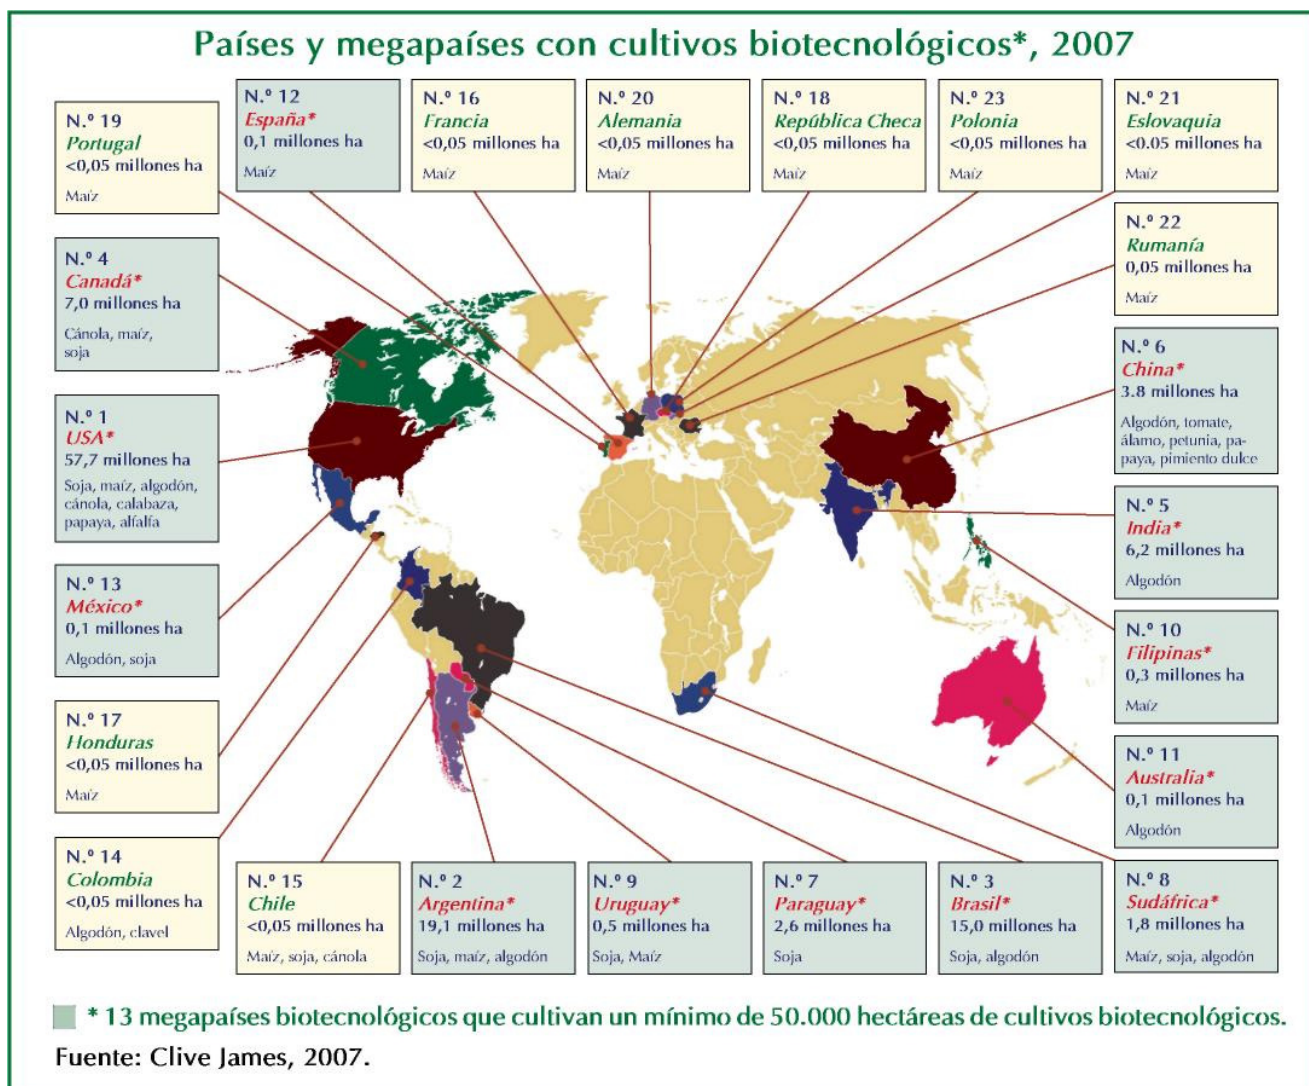 Países y megapaíses con cultivos biotecnológicos*, 2007
N.º 19
Portugal
<0,05 millones ha
Maíz
N.º 12
España*
0,1 millones ha
Maíz
N.º 16
Francia
<0,05 millones ha
Maíz
N.º 20
Alemania
<0,05 millones ha
Maíz
N.º 18
República Checa
<0,05 millones ha
Maíz
N.º 23
Polonia
<0,05 millones ha
Maíz
N.º 21
Eslovaquia
<0.05 millones ha
Maíz
N.º 22
Rumanía
0,05 millones ha
Maíz
N.º 4
Canadá*
7,0 millones ha
Cánola, maíz,
soja
N.º 6
China*
3.8 millones ha
Algodón, tomate,
álamo, petunia, pa-
paya, pimiento dulce
N.º 1
USA*
57,7 millones ha
Soja, maíz, algodón,
cánola, calabaza,
papaya, alfalfía
N.º 5
India*
6,2 millones ha
Algodón
N.º 13
México*
0,1 millones ha
Algodón, soja
N.º 10
Filipinas*
0,3 millones ha
Maíz
N.º 17
Honduras
<0,05 millones ha
Maíz
N.º 11
Australia*
0,1 millones ha
Algodón
N.º 14
Colombia
<0,05 millones ha
Algodón, clavel
N.º 15
Chile
<0,05 millones ha
Maíz, soja, cánola
N.º 2
Argentina*
19,1 millones ha
Soja, maíz, algodón
N.º 9
Uruguay*
0,5 millones ha
Soja, Maíz
N.º 7
Paraguay*
2,6 millones ha
Soja
N.º 3
Brasil*
15,0 millones ha
Soja, algodón
N.º 8
Sudáfrica*
1,8 millones ha
Maíz, soja, algodón
* 13 megapaíses biotecnológicos que cultivan un mínimo de 50.000 hectáreas de cultivos biotecnológicos.
Fuente: Clive James, 2007.